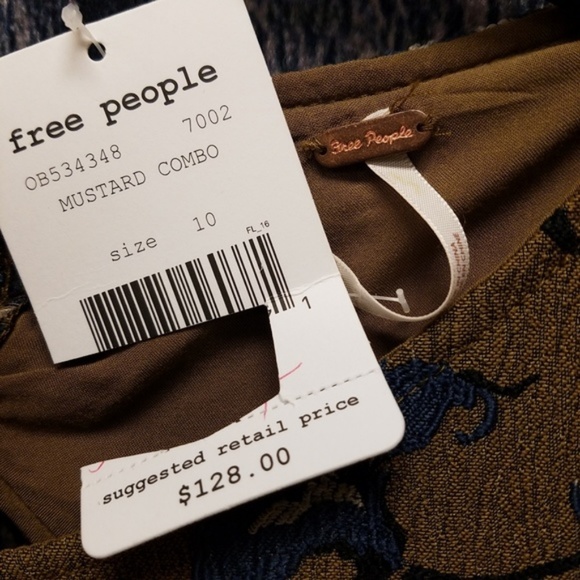 free people
OB534348 7002
MUSTARD COMBO
size 10
FL_16
1
suggested retail price
$128.00
Free People